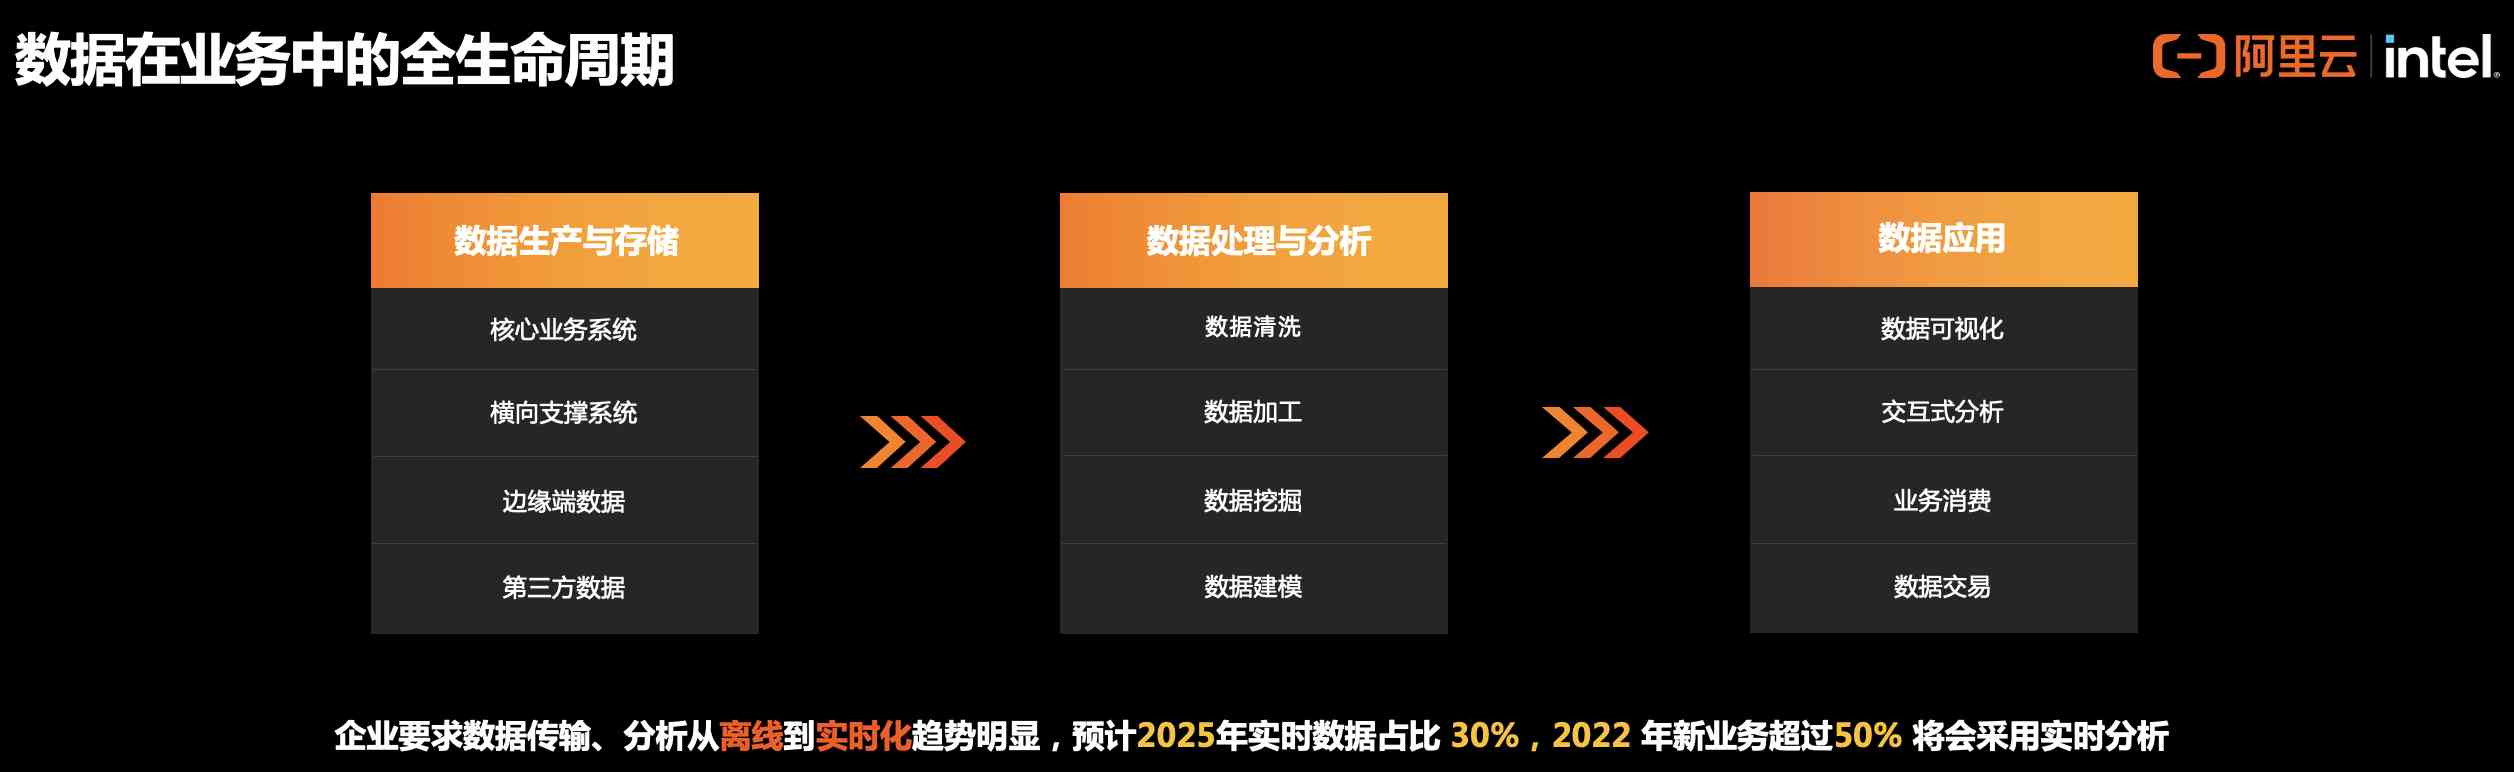 数据在业务中的全生命周期
阿里云 intel.
数据生产与存储
核心业务系统
横向支撑系统
边缘端数据
第三方数据
数据处理与分析
数据清洗
数据加工
数据挖掘
数据建模
数据应用
数据可视化
交互式分析
业务消费
数据交易
企业要求数据传输、分析从离线到实时化趋势明显，预计2025年实时数据占比 30%，2022 年新业务超过50% 将会采用实时分析